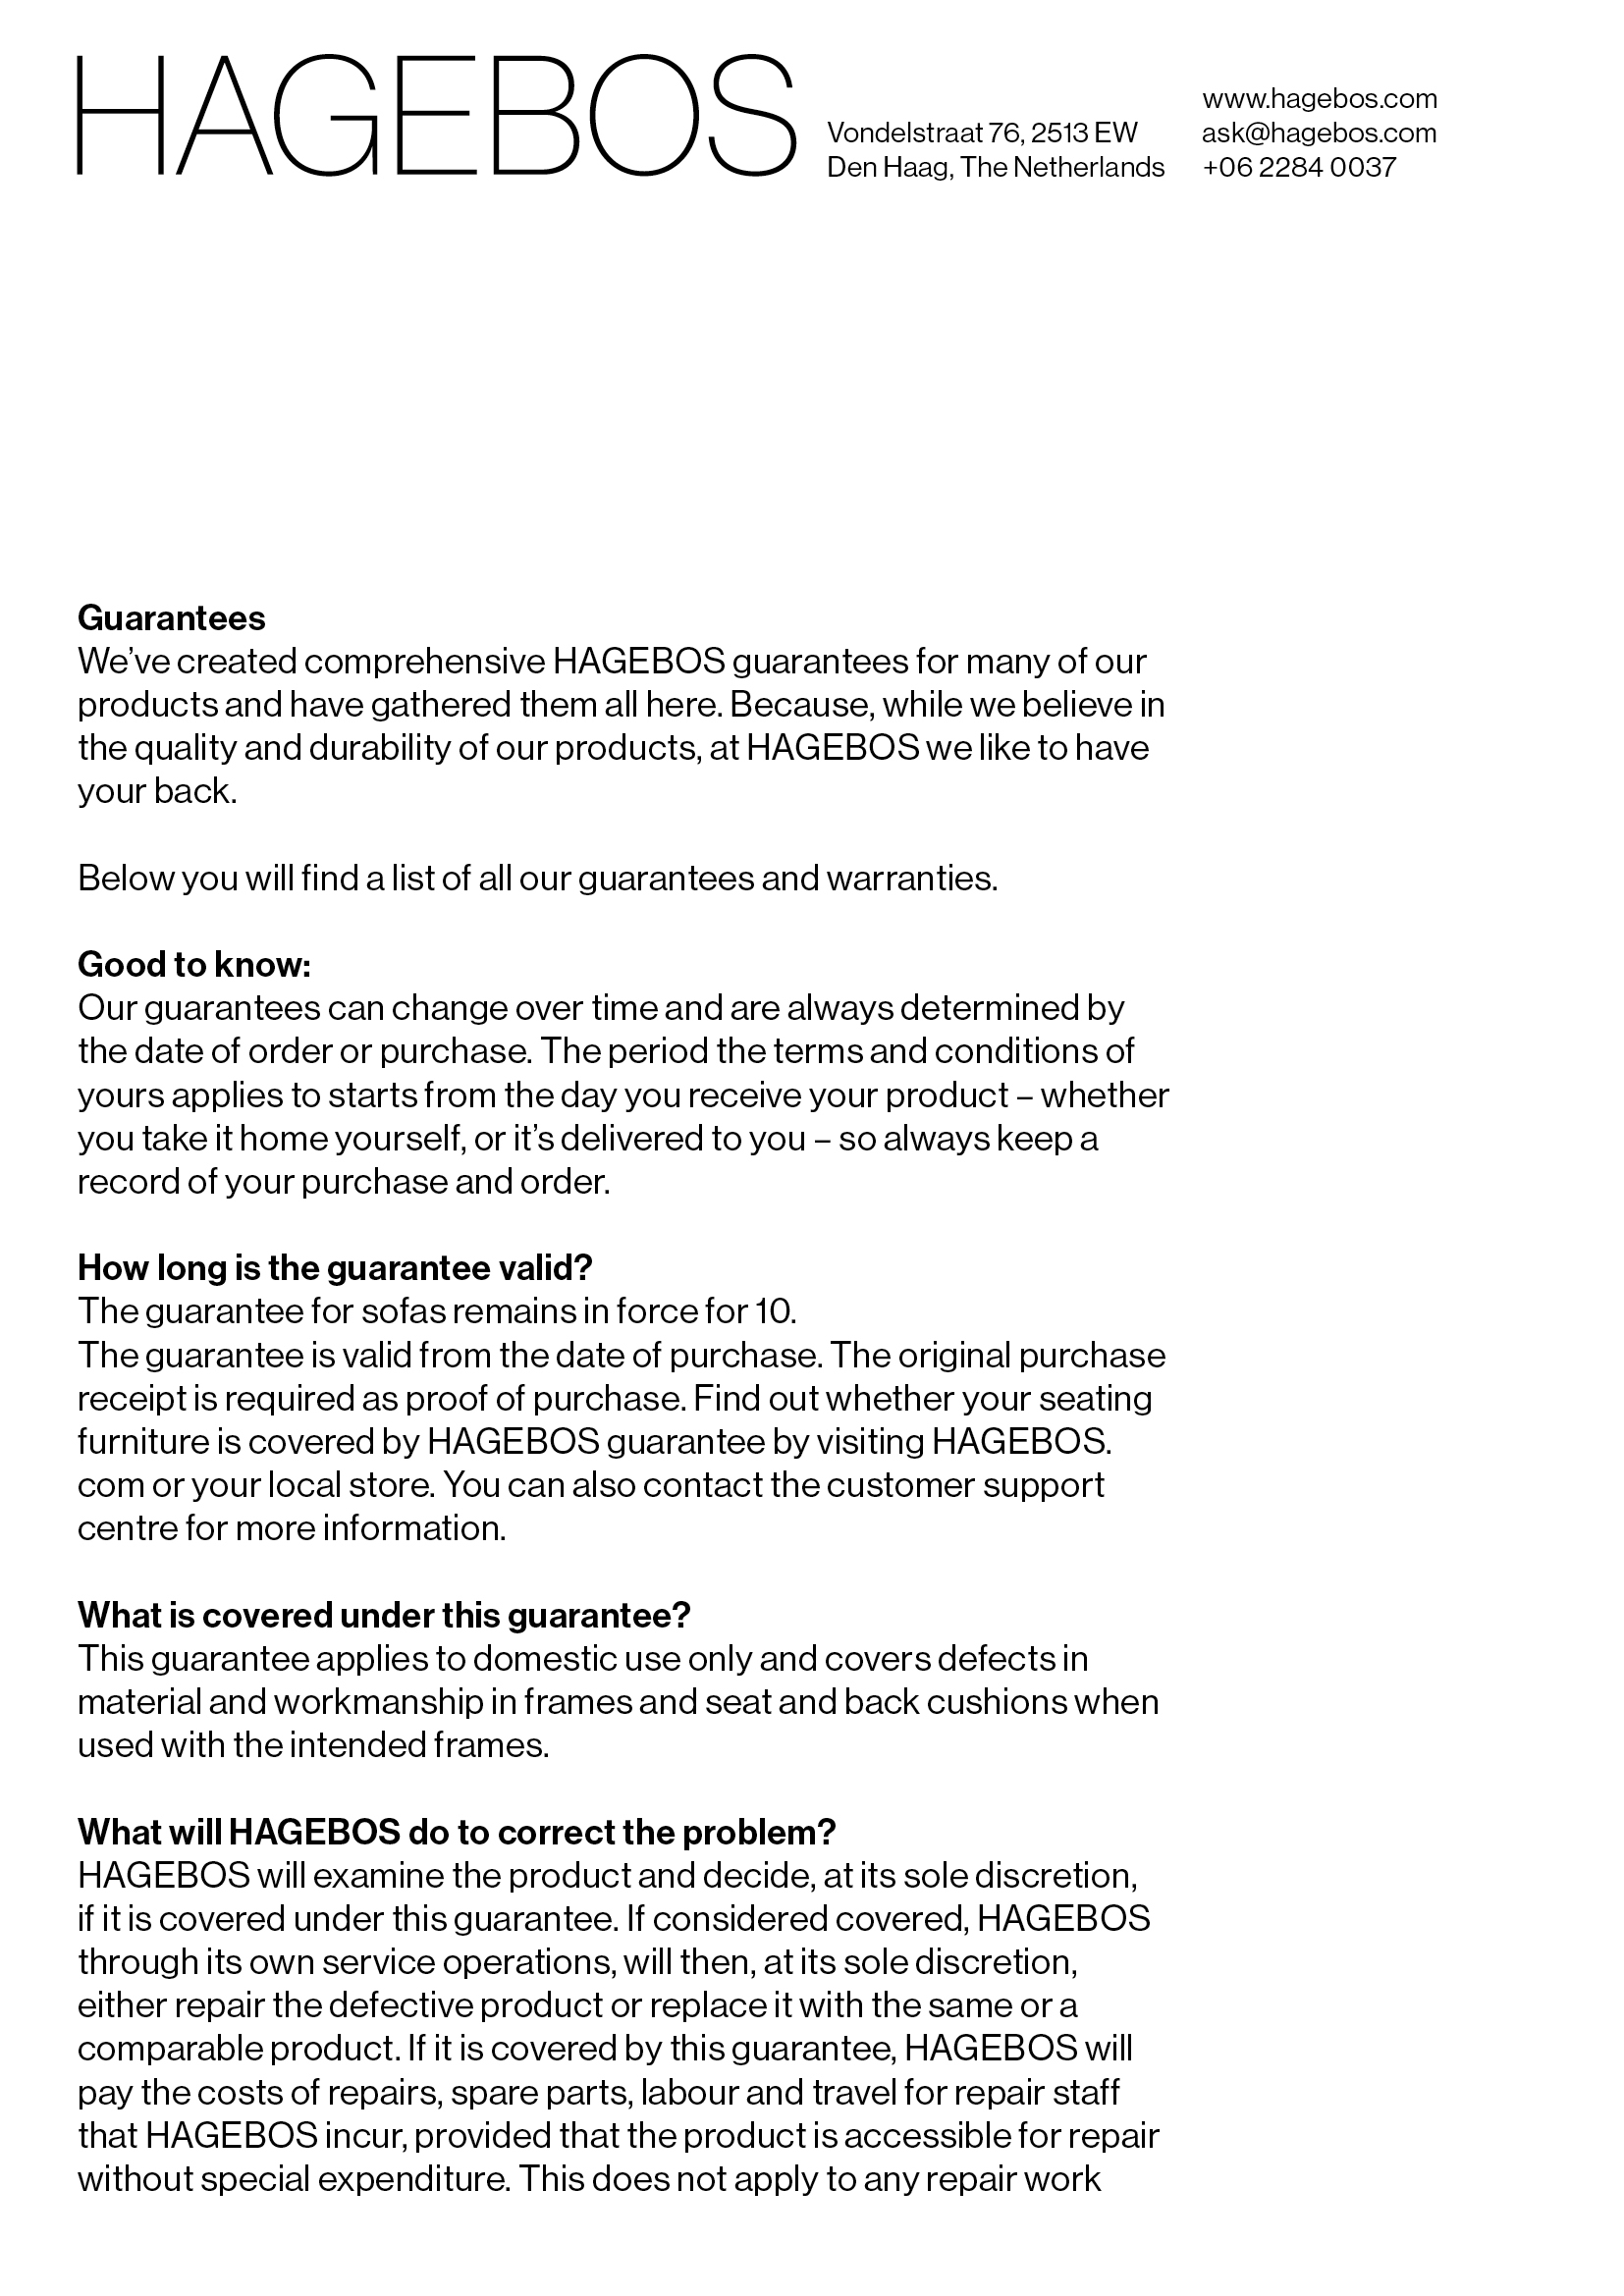 HAGEBOS
Vondelstraat 76, 2513 EW
Den Haag, The Netherlands
www.hagebos.com
ask@hagebos.com
+06 2284 0037
Guarantees
We’ve created comprehensive HAGEBOS guarantees for many of our
products and have gathered them all here. Because, while we believe in
the quality and durability of our products, at HAGEBOS we like to have
your back.
Below you will find a list of all our guarantees and warranties.
Good to know:
Our guarantees can change over time and are always determined by
the date of order or purchase. The period the terms and conditions of
yours applies to starts from the day you receive your product – whether
you take it home yourself, or it’s delivered to you – so always keep a
record of your purchase and order.
How long is the guarantee valid?
The guarantee for sofas remains in force for 10.
The guarantee is valid from the date of purchase. The original purchase
receipt is required as proof of purchase. Find out whether your seating
furniture is covered by HAGEBOS guarantee by visiting HAGEBOS.
com or your local store. You can also contact the customer support
centre for more information.
What is covered under this guarantee?
This guarantee applies to domestic use only and covers defects in
material and workmanship in frames and seat and back cushions when
used with the intended frames.
What will HAGEBOS do to correct the problem?
HAGEBOS will examine the product and decide, at its sole discretion,
if it is covered under this guarantee. If considered covered, HAGEBOS
through its own service operations, will then, at its sole discretion,
either repair the defective product or replace it with the same or a
comparable product. If it is covered by this guarantee, HAGEBOS will
pay the costs of repairs, spare parts, labour and travel for repair staff
that HAGEBOS incur, provided that the product is accessible for repair
without special expenditure. This does not apply to any repair work